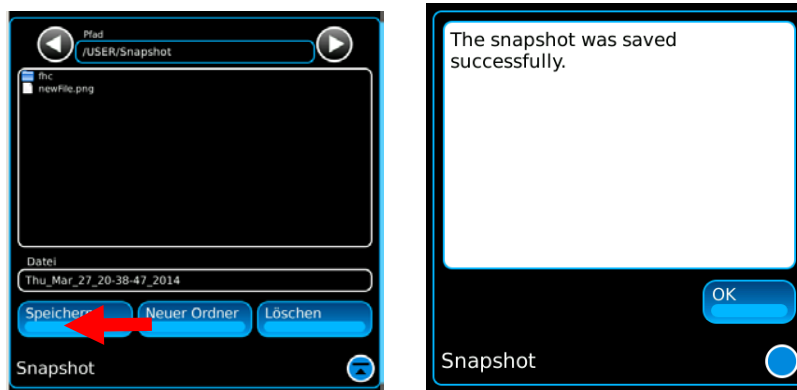 Pfad
/USER/Snapshot
fhc
newFile.png
Datei
Thu_Mar_27_20-38-47_2014
Speichern
Neuer Ordner
Löschen
Snapshot
The snapshot was saved
successfully.
OK
Snapshot